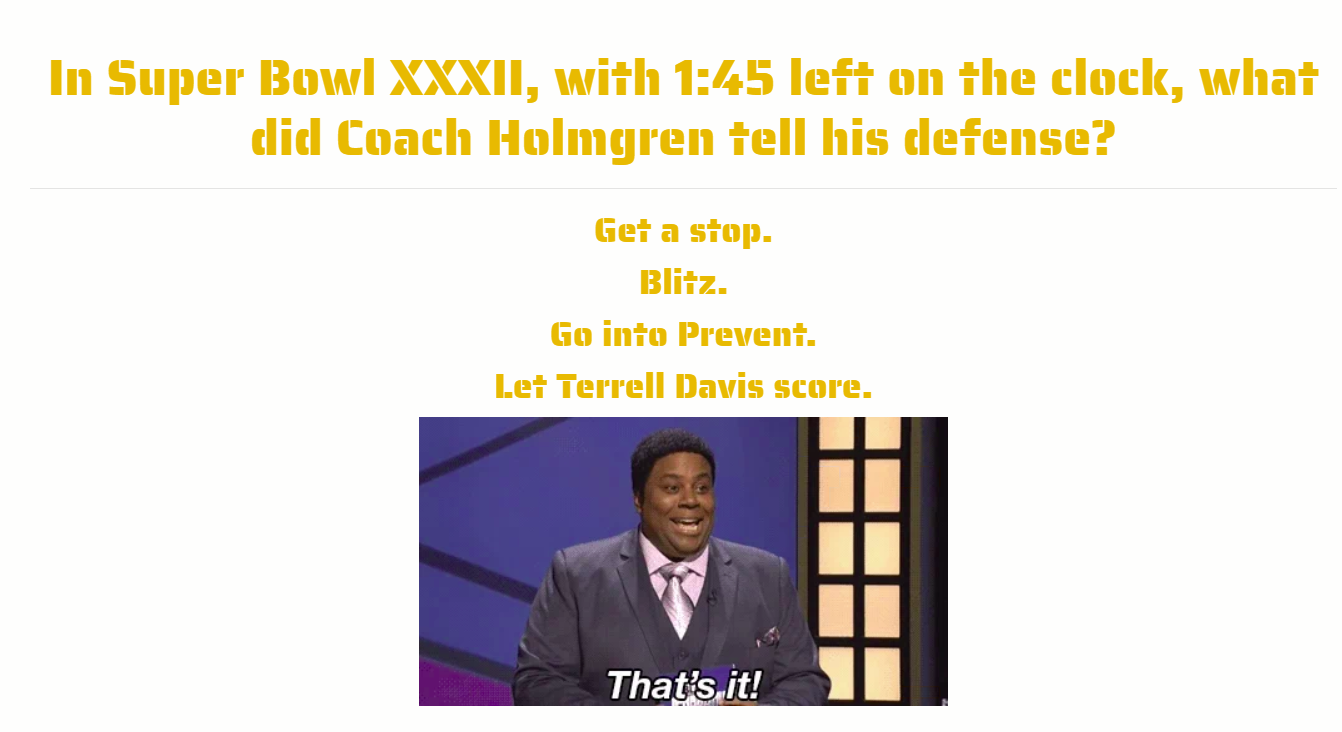 In Super Bowl XXXII, with 1:45 left on the clock, what
did Coach Holmgren tell his defense?
Get a stop.
Blitz.
Go into Prevent.
Let Terrell Davis score.
That's it!